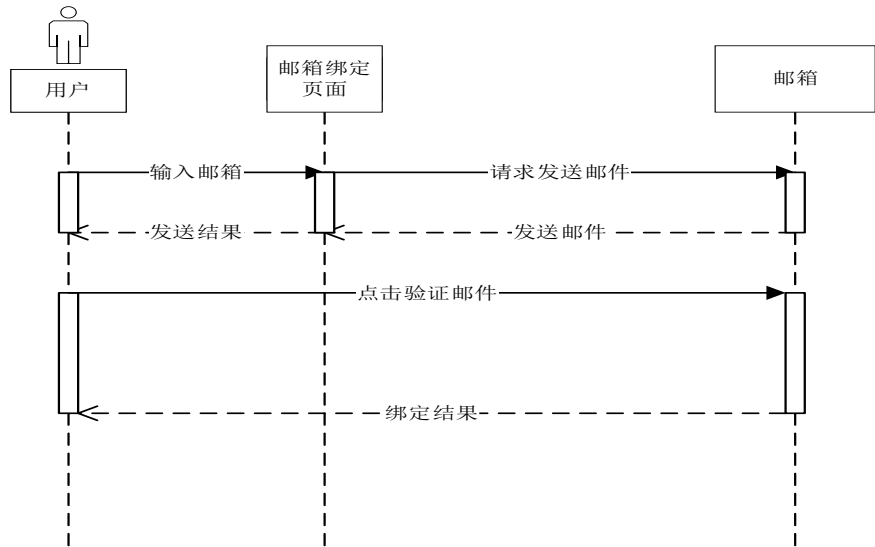 用户
邮箱绑定
页面
邮箱
输入邮箱
请求发送邮件
发送结果
发送邮件
点击验证邮件
绑定结果